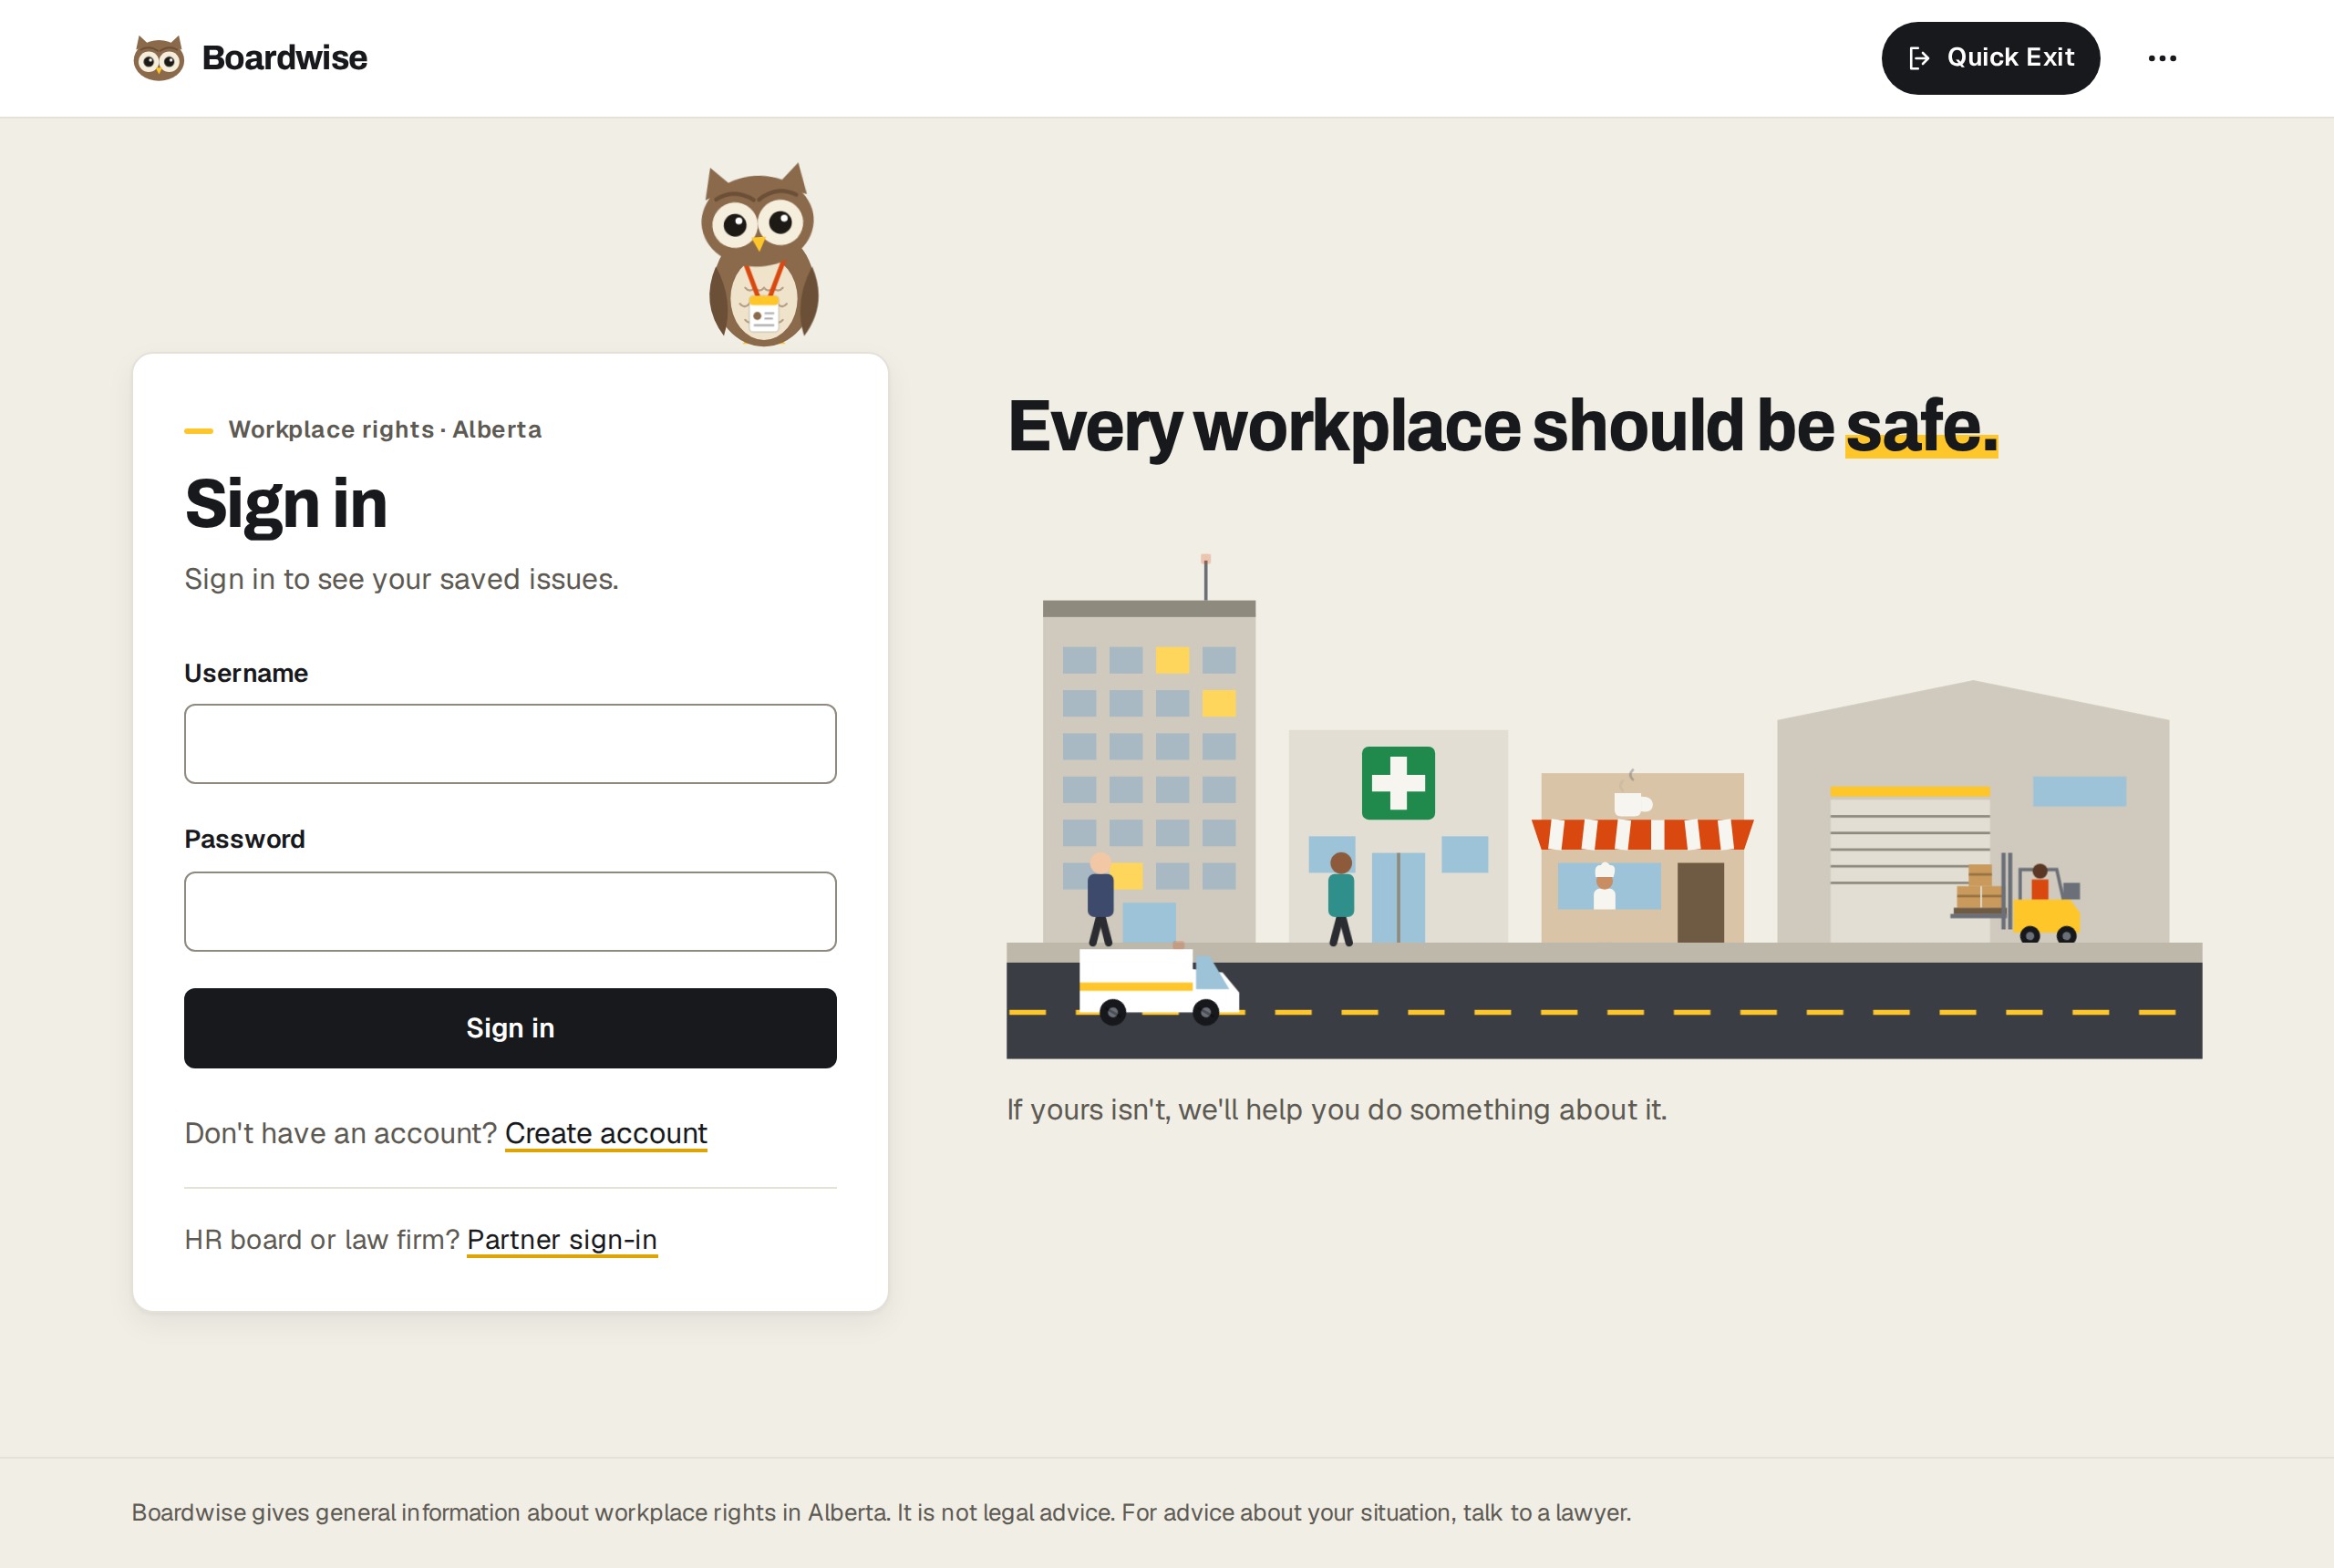 Boardwise
Quick Exit
Workplace rights · Alberta
Sign in
Sign in to see your saved issues.
Username
Password
Sign in
Don't have an account? Create account
HR board or law firm? Partner sign-in
Every workplace should be safe.
If yours isn't, we'll help you do something about it.
Boardwise gives general information about workplace rights in Alberta. It is not legal advice. For advice about your situation, talk to a lawyer.